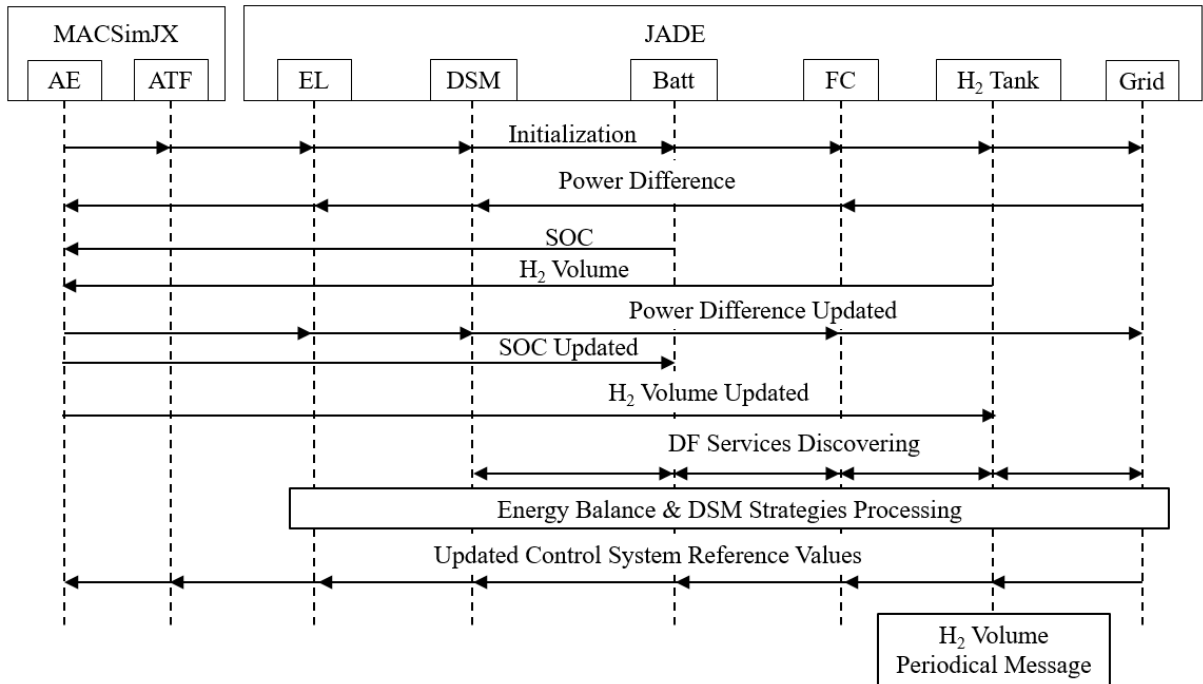 MACSimJX
JADE
AE
ATF
EL
DSM
Batt
FC
H₂ Tank
Grid
Initialization
Power Difference
SOC
H₂ Volume
Power Difference Updated
SOC Updated
H₂ Volume Updated
DF Services Discovering
Energy Balance & DSM Strategies Processing
Updated Control System Reference Values
H₂ Volume
Periodical Message